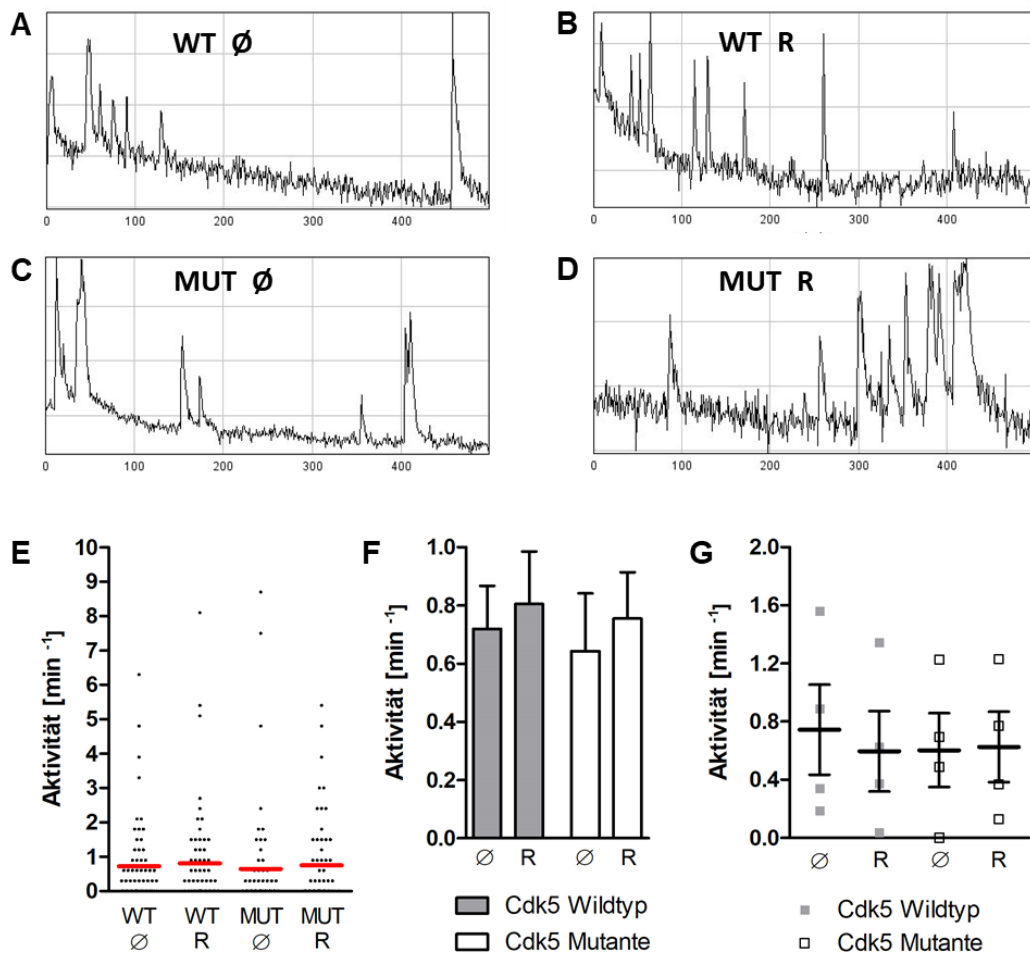 A
WT Ø
0 100 200 300 400
B
WT R
0 100 200 300 400
C
MUT Ø
0 100 200 300 400
D
MUT R
0 100 200 300 400
E
Aktivität [min -1]
10
9
8
7
6
5
4
3
2
1
0
WT WT MUT MUT
∅ R ∅ R
F
Aktivität [min -1]
1.0
0.8
0.6
0.4
0.2
0.0
∅ R ∅ R
Cdk5 Wildtyp
Cdk5 Mutante
G
Aktivität [min -1]
2.0
1.6
1.2
0.8
0.4
0.0
∅ R ∅ R
Cdk5 Wildtyp
Cdk5 Mutante